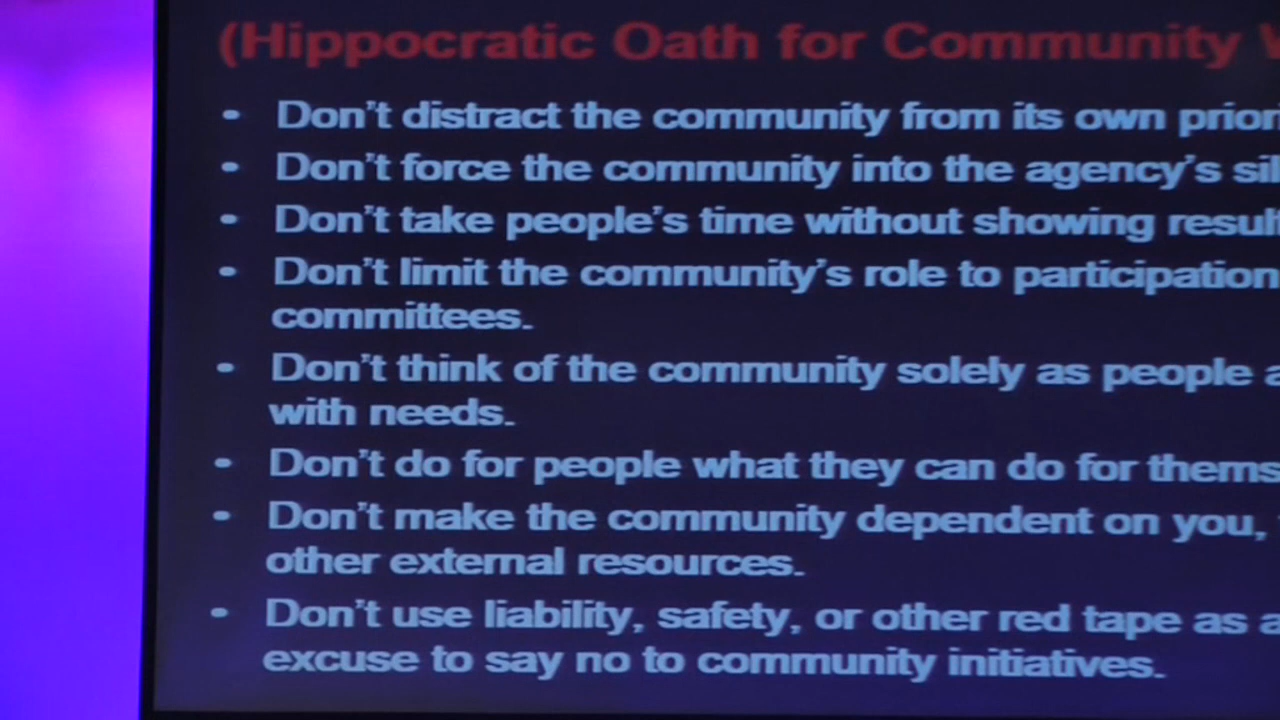 (Hippocratic Oath for Community
• Don't distract the community from its own
• Don't force the community into the agency's
• Don't take people's time without showing
• Don't limit the community's role to participation
committees.
• Don't think of the community solely as people
with needs.
• Don't do for people what they can do for
• Don't make the community dependent on you,
other external resources.
• Don't use liability, safety, or other red tape as
excuse to say no to community initiatives.